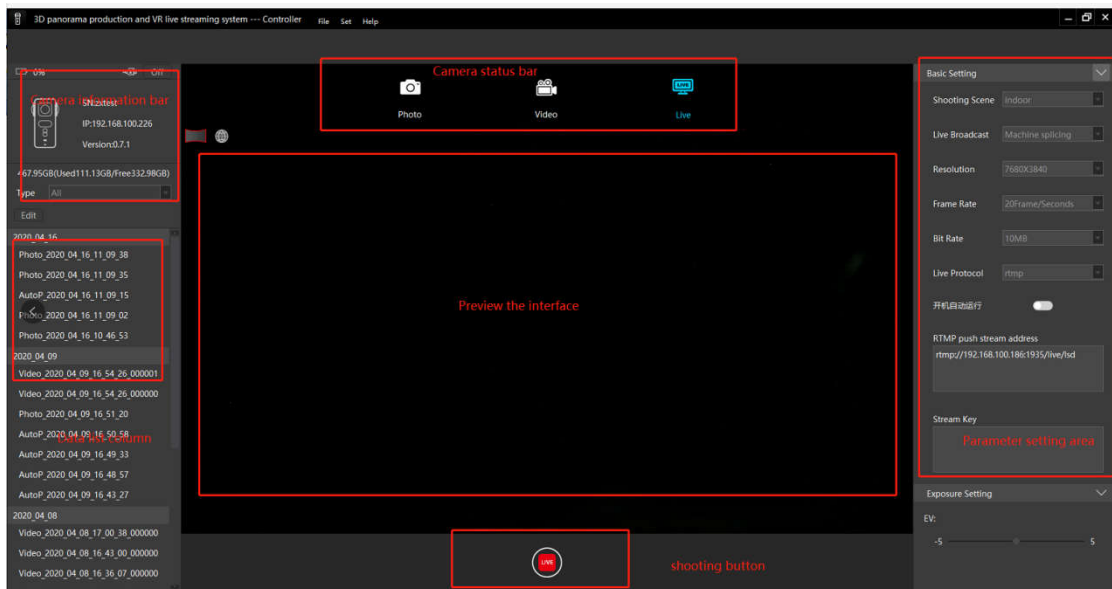 3D panorama production and VR live streaming system --- Controller File Set Help
0% Off
Camera information bar
SN:zxtest
IP:192.168.100.226
Version:0.7.1
467.95GB(Used111.13GB/Free332.98GB)
Type All
Edit
2020_04_16
Photo_2020_04_16_11_09_38
Photo_2020_04_16_11_09_35
AutoP_2020_04_16_11_09_15
Photo_2020_04_16_11_09_02
Photo_2020_04_16_10_46_53
2020_04_09
Video_2020_04_09_16_54_26_000001
Video_2020_04_09_16_54_26_000000
Photo_2020_04_09_16_51_20
AutoP_2020_04_09_16_50_58
Data list column
AutoP_2020_04_09_16_49_33
AutoP_2020_04_09_16_48_57
AutoP_2020_04_09_16_43_27
2020_04_08
Video_2020_04_08_17_00_38_000000
Video_2020_04_08_16_43_00_000000
Video_2020_04_08_16_36_07_000000
Camera status bar
LIVE
Photo Video Live
Preview the interface
LIVE
shooting button
Basic Setting
Shooting Scene Indoor
Live Broadcast Machine splicing
Resolution 7680X3840
Frame Rate 20Frame/Seconds
Bit Rate 10MB
Live Protocol rtmp
开机自动运行
RTMP push stream address
rtmp://192.168.100.186:1935/live/lsd
Stream Key
Parameter setting area
Exposure Setting
EV:
-5 5